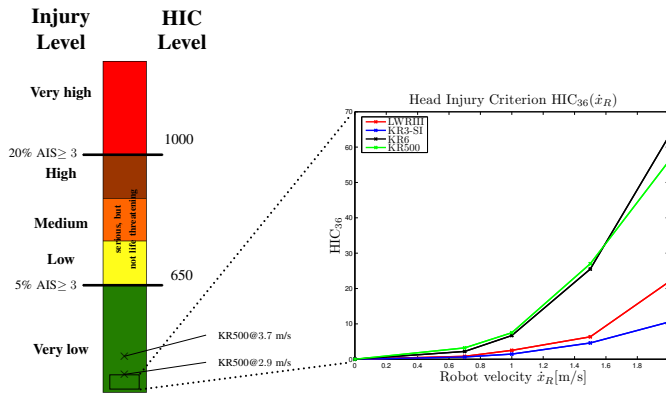 Injury
Level
HIC
Level
Very high
1000
20% AIS≥ 3
High
Medium
serious, but
not life threatening
Low
650
5% AIS≥ 3
Very low
KR500@3.7 m/s
KR500@2.9 m/s
Head Injury Criterion HIC₃₆(ẋ_R)
LWRIII
KR3-SI
KR6
KR500
70
60
50
40
30
20
10
0
HIC₃₆
0 0.2 0.4 0.6 0.8 1 1.2 1.4 1.6 1.8
Robot velocity ẋ_R[m/s]